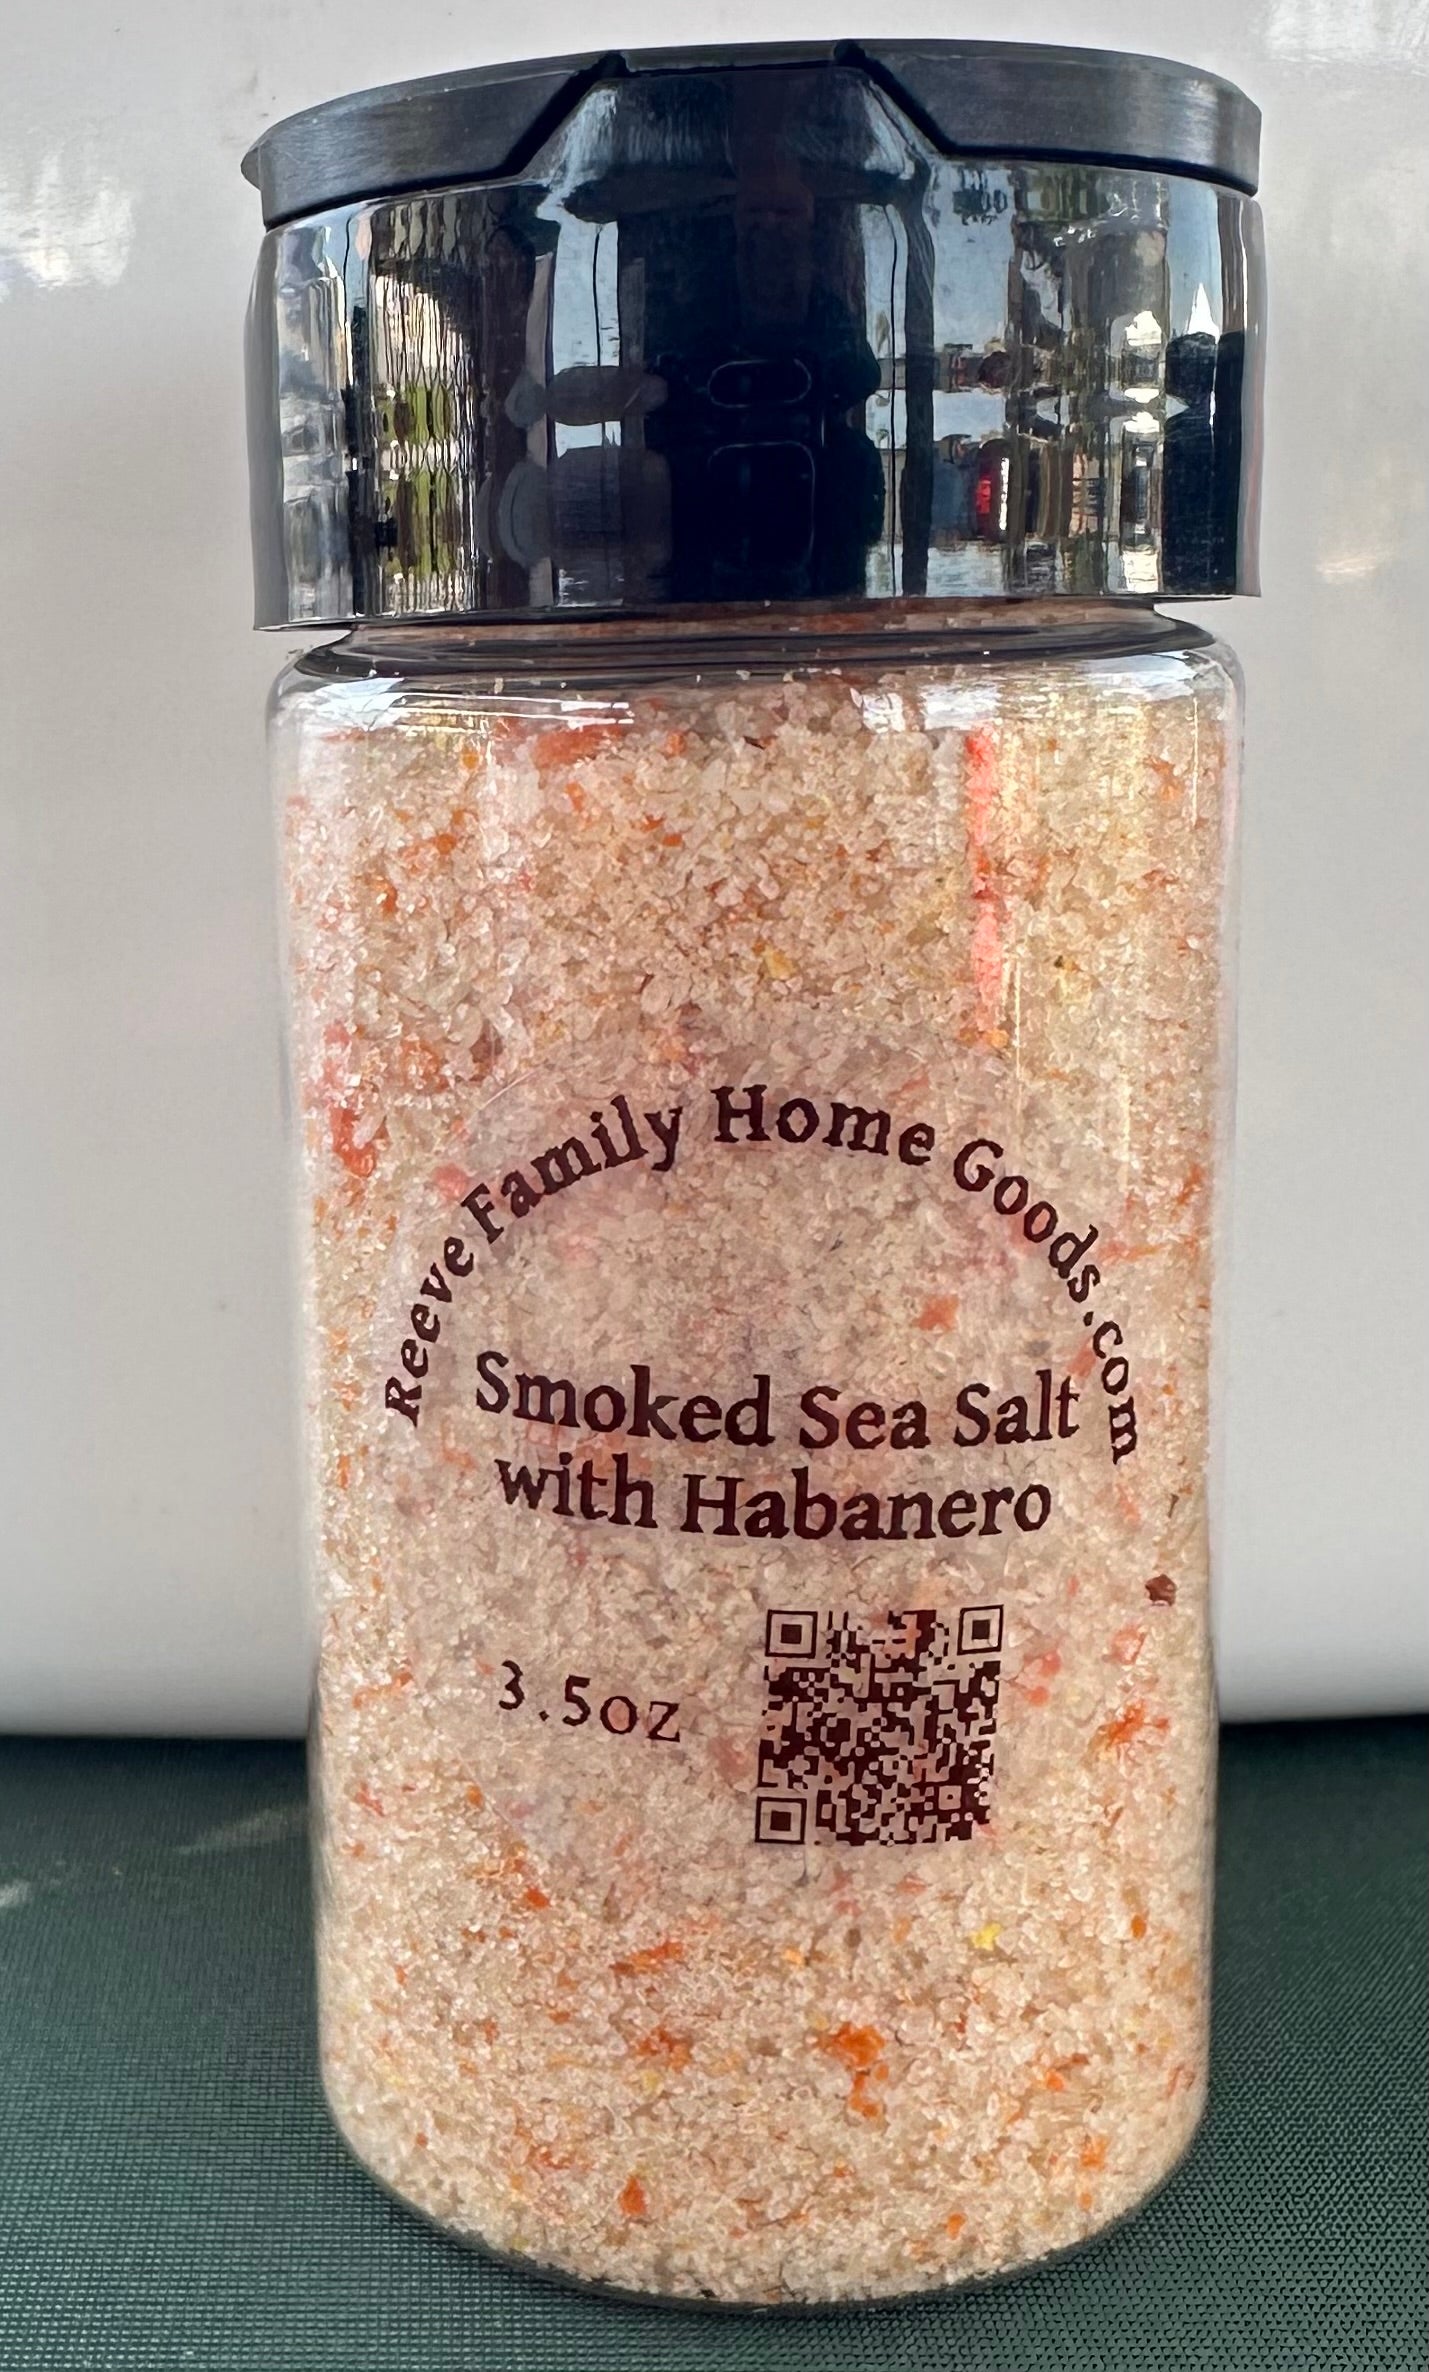 Reeve Family Home Goods.com
Smoked Sea Salt
with Habanero
3.5oz